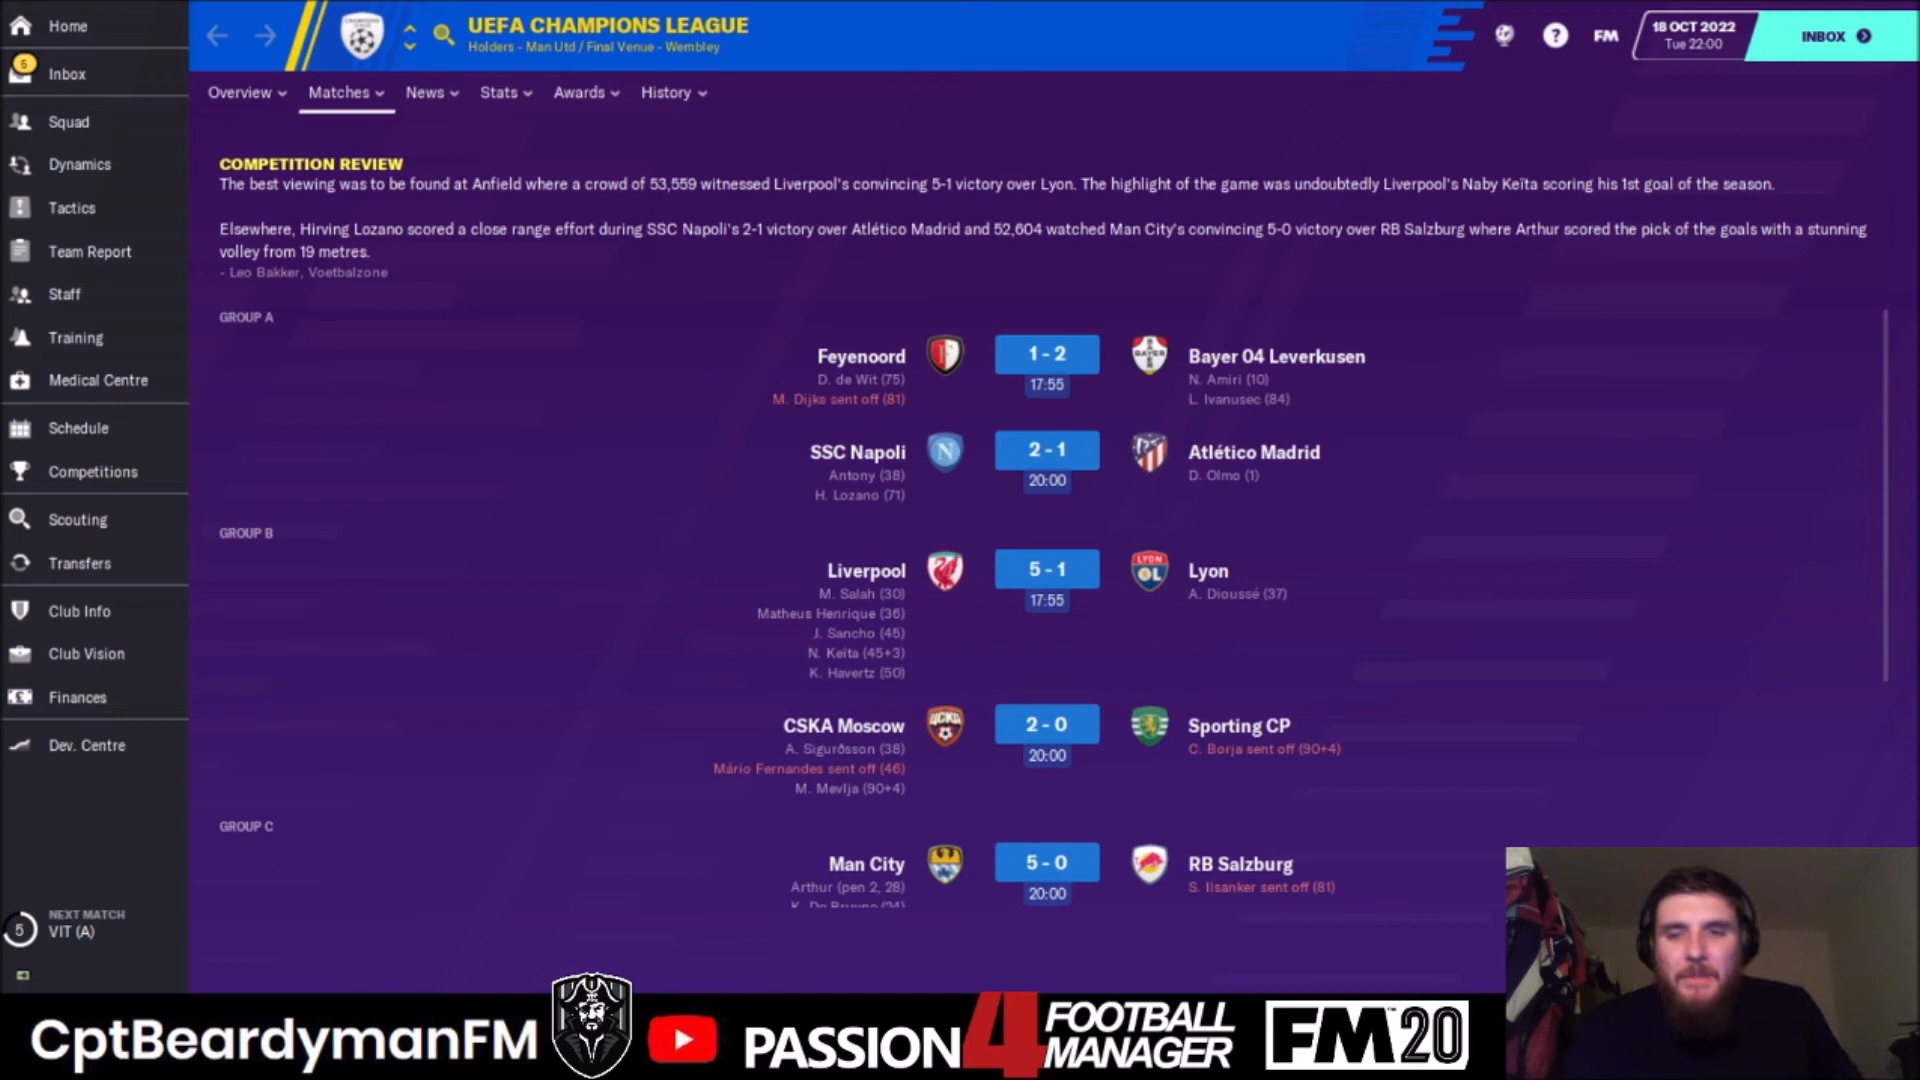 Home
Inbox
5
Squad
Dynamics
Tactics
Team Report
Staff
Training
Medical Centre
Schedule
Competitions
Scouting
Transfers
Club Info
Club Vision
Finances
Dev. Centre
5
NEXT MATCH
VIT (A)
UEFA CHAMPIONS LEAGUE
Holders - Man Utd / Final Venue - Wembley
?
FM
18 OCT 2022
Tue 22:00
INBOX
Overview Matches News Stats Awards History
COMPETITION REVIEW
The best viewing was to be found at Anfield where a crowd of 53,559 witnessed Liverpool's convincing 5-1 victory over Lyon. The highlight of the game was undoubtedly Liverpool's Naby Keïta scoring his 1st goal of the season.
Elsewhere, Hirving Lozano scored a close range effort during SSC Napoli's 2-1 victory over Atlético Madrid and 52,604 watched Man City's convincing 5-0 victory over RB Salzburg where Arthur scored the pick of the goals with a stunning
volley from 19 metres.
- Leo Bakker, Voetbalzone
GROUP A
Feyenoord 1 - 2 Bayer 04 Leverkusen
D. de Wit (75) 17:55 N. Amiri (10)
M. Dijks sent off (81) L. Ivanusec (84)
SSC Napoli 2 - 1 Atlético Madrid
Antony (38) 20:00 D. Olmo (1)
H. Lozano (71)
GROUP B
Liverpool 5 - 1 Lyon
M. Salah (30) 17:55 A. Dioussé (37)
Matheus Henrique (36)
J. Sancho (45)
N. Keïta (45+3)
K. Havertz (50)
CSKA Moscow 2 - 0 Sporting CP
A. Sigurðsson (38) 20:00 C. Borja sent off (90+4)
Mário Fernandes sent off (46)
M. Mevlja (90+4)
GROUP C
Man City 5 - 0 RB Salzburg
Arthur (pen 2, 28) 20:00 S. Ilsanker sent off (81)
K. De Bruyne (24)
CptBeardymanFM PASSION 4 FOOTBALL MANAGER FM20